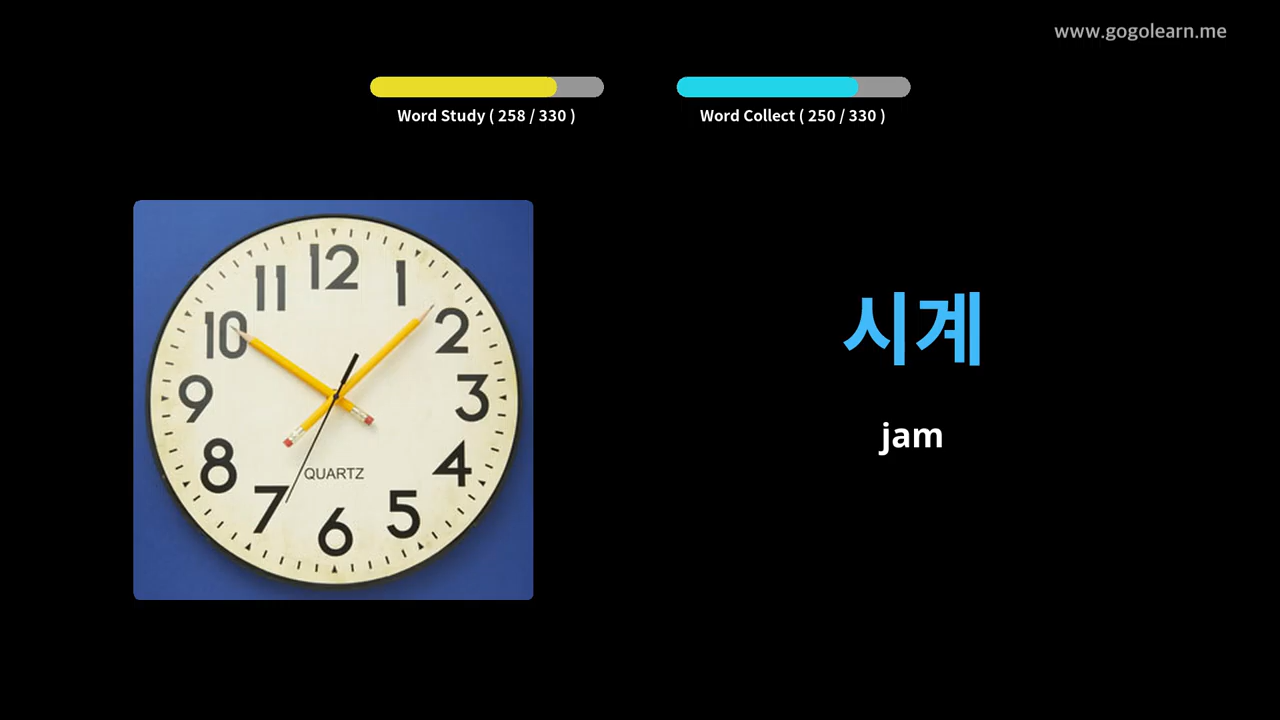 www.gogolearn.me
Word Study ( 258 / 330 )
Word Collect ( 250 / 330 )
12
11
1
10
2
9
3
8
4
7
5
6
QUARTZ
시계
jam